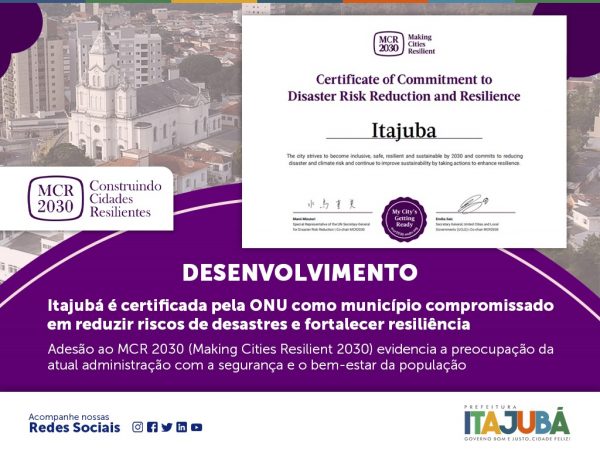 MCR
2030
Making
Cities
Resilient
Certificate of Commitment to
Disaster Risk Reduction and Resilience
Itajuba
The city strives to become inclusive, safe, resilient and sustainable by 2030 and commits to reducing
disaster and climate risk and continue to improve sustainability by taking actions to enhance resilience.
Mami Mizutori
Special Representative of the UN Secretary-General
for Disaster Risk Reduction | Co-chair MCR2030
My City's
Getting
Ready
Emilia Saiz
Secretary General, United Cities and Local
Governments (UCLG) | Co-chair MCR2030
MCR
2030
Construindo
Cidades
Resilientes
DESENVOLVIMENTO
Itajubá é certificada pela ONU como município compromissado
em reduzir riscos de desastres e fortalecer resiliência
Adesão ao MCR 2030 (Making Cities Resilient 2030) evidencia a preocupação da
atual administração com a segurança e o bem-estar da população
Acompanhe nossas
Redes Sociais
PREFEITURA
ITAJUBÁ
GOVERNO BOM E JUSTO, CIDADE FELIZ!